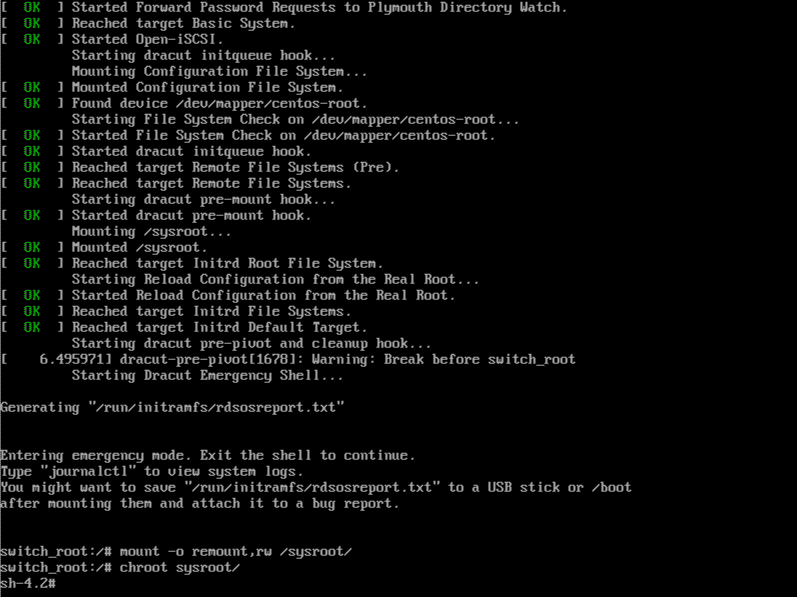 [  OK  ] Started Forward Password Requests to Plymouth Directory Watch.
[  OK  ] Reached target Basic System.
[  OK  ] Started Open-iSCSI.
         Starting dracut initqueue hook...
         Mounting Configuration File System...
[  OK  ] Mounted Configuration File System.
[  OK  ] Found device /dev/mapper/centos-root.
         Starting File System Check on /dev/mapper/centos-root...
[  OK  ] Started File System Check on /dev/mapper/centos-root.
[  OK  ] Started dracut initqueue hook.
[  OK  ] Reached target Remote File Systems (Pre).
[  OK  ] Reached target Remote File Systems.
         Starting dracut pre-mount hook...
[  OK  ] Started dracut pre-mount hook.
         Mounting /sysroot...
[  OK  ] Mounted /sysroot.
[  OK  ] Reached target Initrd Root File System.
         Starting Reload Configuration from the Real Root...
[  OK  ] Started Reload Configuration from the Real Root.
[  OK  ] Reached target Initrd File Systems.
[  OK  ] Reached target Initrd Default Target.
         Starting dracut pre-pivot and cleanup hook...
[    6.495971] dracut-pre-pivot[1678]: Warning: Break before switch_root
         Starting Dracut Emergency Shell...
Generating "/run/initramfs/rdsosreport.txt"
Entering emergency mode. Exit the shell to continue.
Type "journalctl" to view system logs.
You might want to save "/run/initramfs/rdsosreport.txt" to a USB stick or /boot
after mounting them and attach it to a bug report.
switch_root:/# mount -o remount,rw /sysroot/
switch_root:/# chroot sysroot/
sh-4.2#